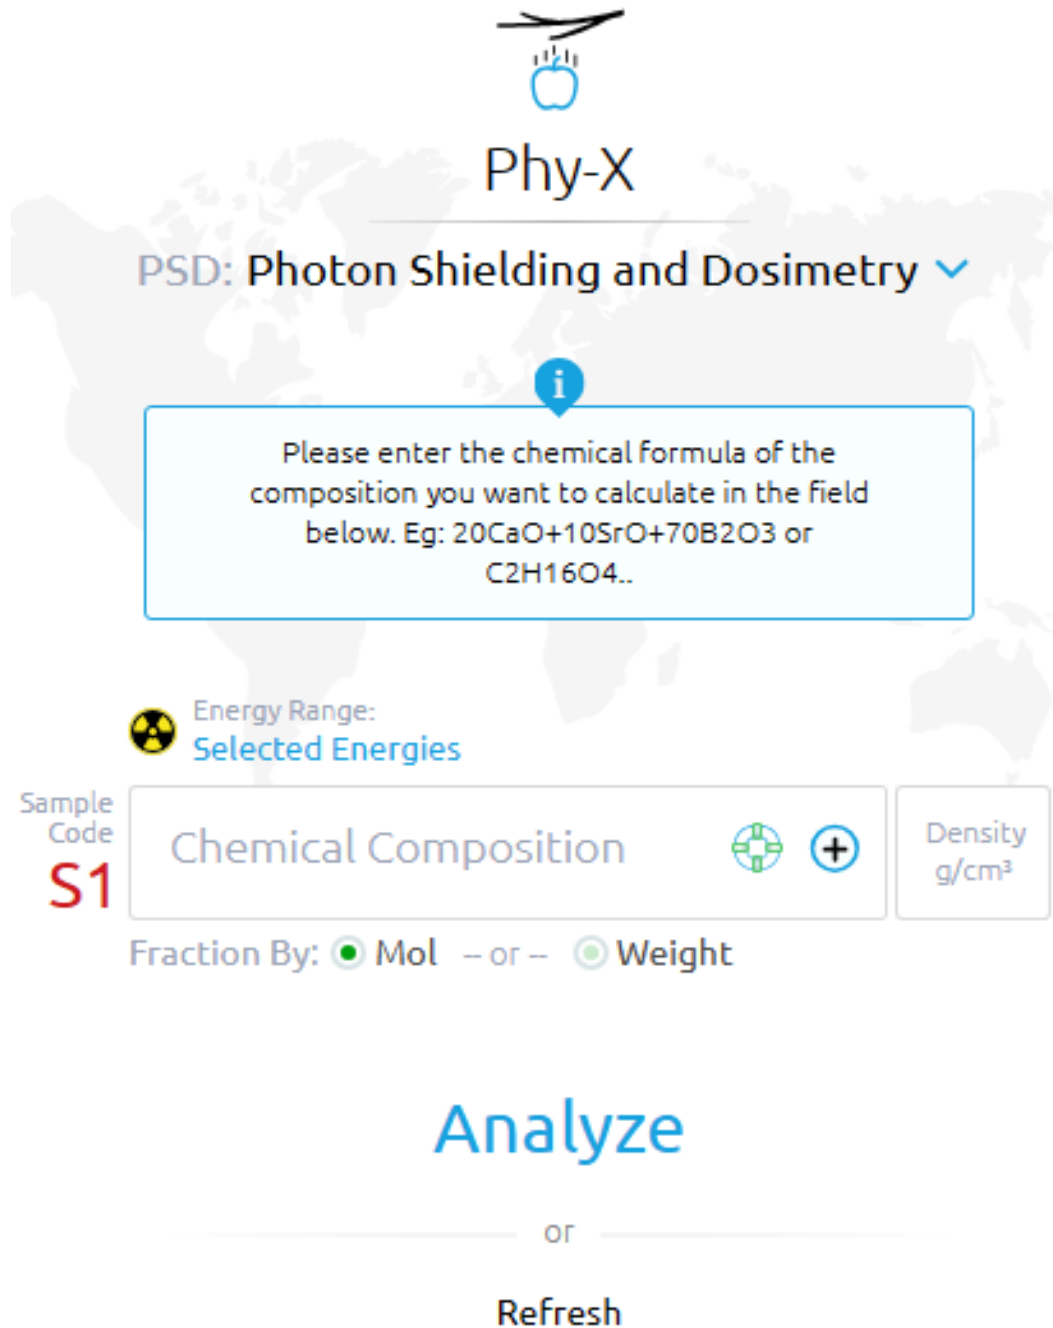 Phy-X
PSD: Photon Shielding and Dosimetry
i
Please enter the chemical formula of the
composition you want to calculate in the field
below. Eg: 20CaO+10SrO+70B2O3 or
C2H16O4..
Energy Range:
Selected Energies
Sample
Code
S1
Chemical Composition
Density
g/cm³
Fraction By: Mol -- or -- Weight
Analyze
or
Refresh